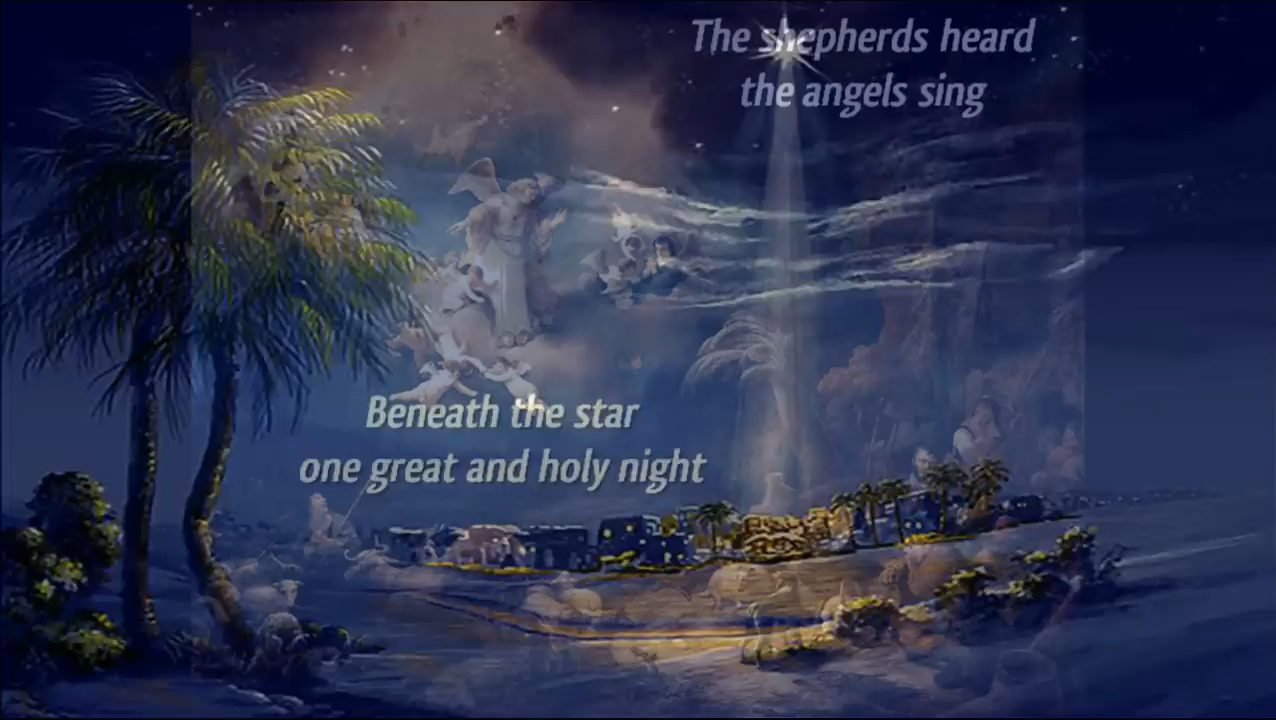 The shepherds heard
the angels sing
Beneath the star
one great and holy night